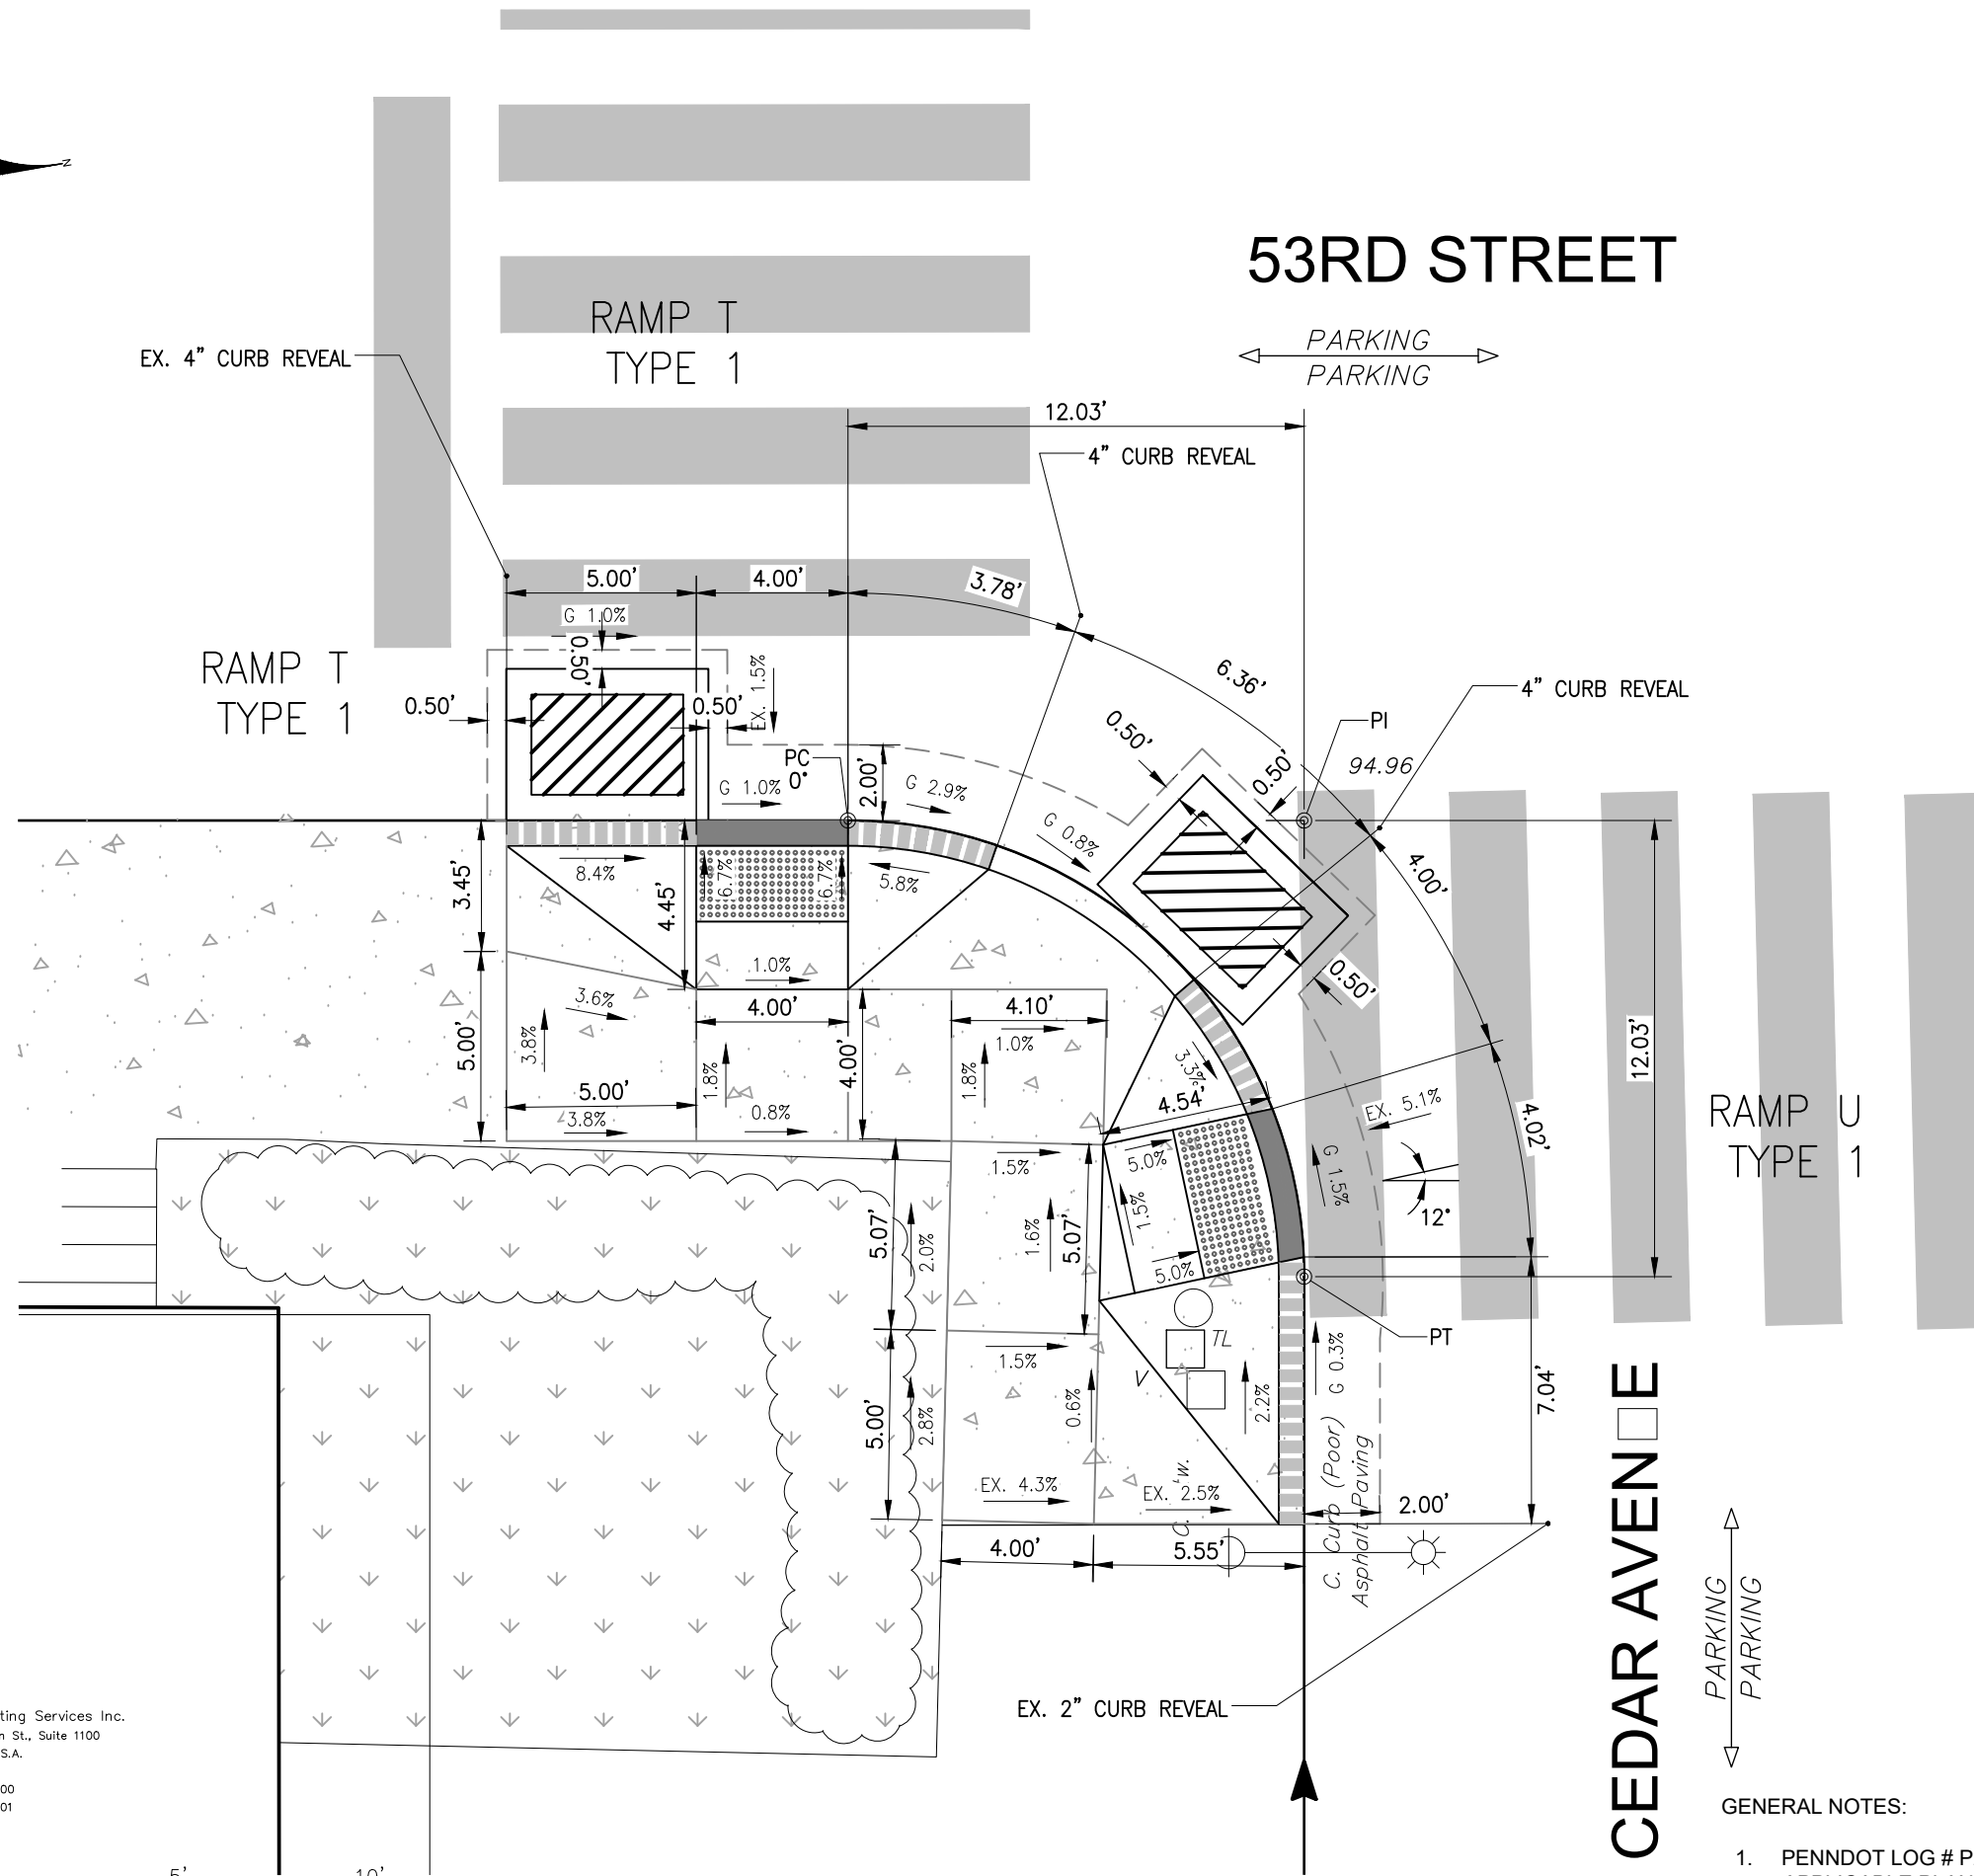 N
53RD STREET
PARKING
PARKING
RAMP T
TYPE 1
EX. 4" CURB REVEAL
12.03'
4" CURB REVEAL
5.00'
4.00'
3.78'
G 1.0%
0.50'
6.36'
RAMP T
TYPE 1
0.50'
0.50'
EX. 1.5%
4" CURB REVEAL
PI
94.96
0.50'
0.50'
PC
0°
2.00'
G 1.0%
G 2.9%
G 0.8%
4.00'
3.45'
8.4%
4.45'
6.7%
6.7%
5.8%
0.50'
1.0%
3.6%
4.00'
4.10'
1.0%
5.00'
3.8%
1.8%
4.00'
1.8%
3.3%
12.03'
5.00'
3.8%
0.8%
4.54'
EX. 5.1%
4.02'
RAMP U
TYPE 1
1.5%
5.0%
G 1.5%
12°
5.07'
2.0%
1.6%
5.07'
1.5%
5.0%
TL
PT
1.5%
V
G 0.3%
5.00'
2.8%
0.6%
2.2%
7.04'
EX. 4.3%
EX. 2.5%
C.
2.00'
C. Curb (Poor)
Asphalt Paving
4.00'
5.55'
CEDAR AVEN□E
PARKING
PARKING
EX. 2" CURB REVEAL
ting Services Inc.
n St., Suite 1100
S.A.
00
01
GENERAL NOTES:
1. PENNDOT LOG # P
5'
10'